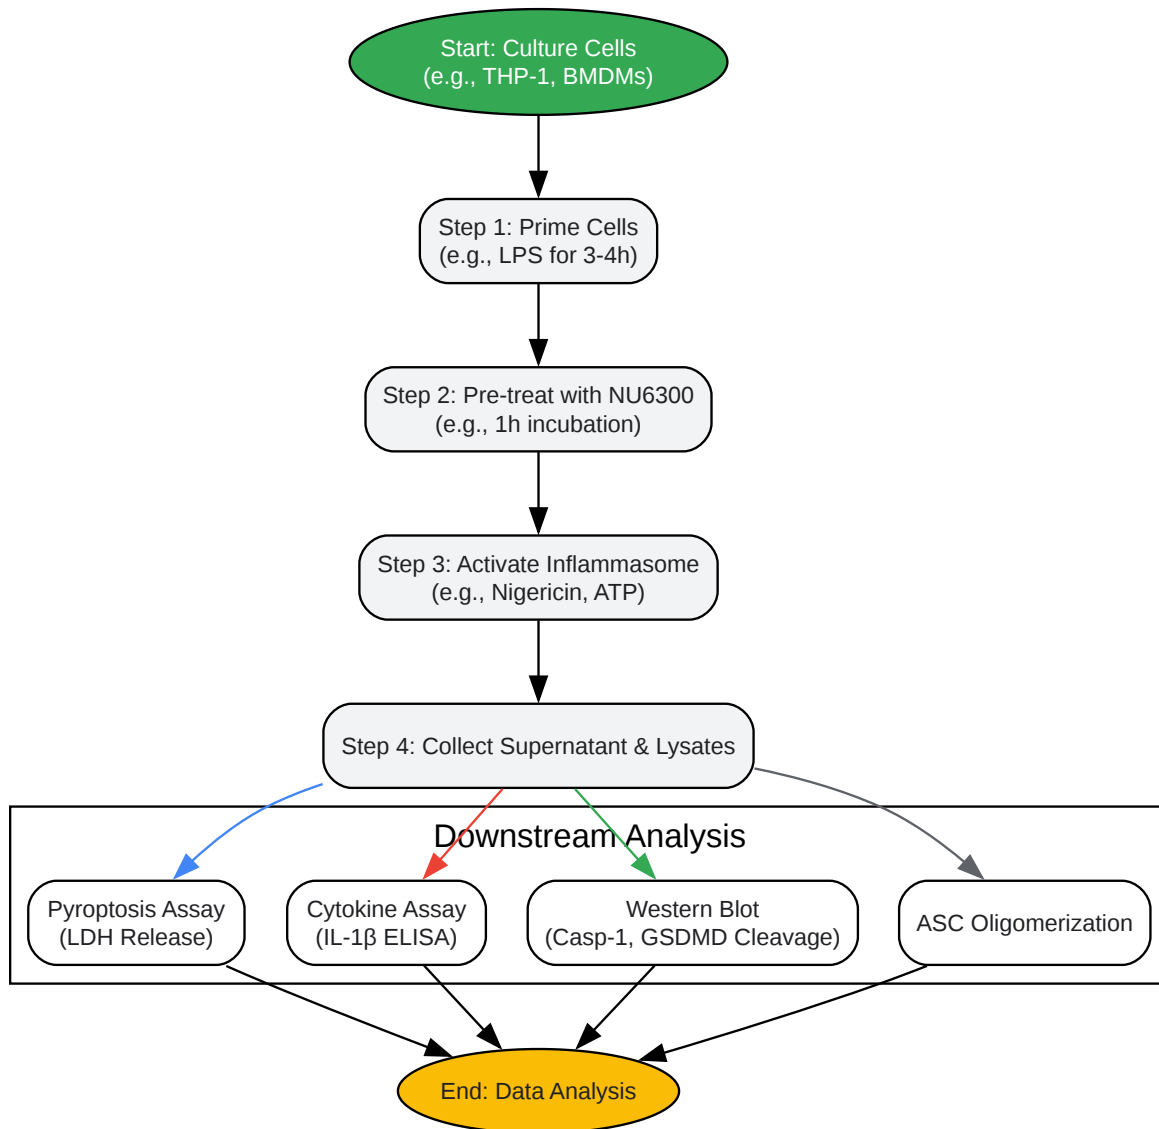 Start: Culture Cells
(e.g., THP-1, BMDMs)
Step 1: Prime Cells
(e.g., LPS for 3-4h)
Step 2: Pre-treat with NU6300
(e.g., 1h incubation)
Step 3: Activate Inflammasome
(e.g., Nigericin, ATP)
Step 4: Collect Supernatant & Lysates
Downstream Analysis
Pyroptosis Assay
(LDH Release)
Cytokine Assay
(IL-1β ELISA)
Western Blot
(Casp-1, GSDMD Cleavage)
ASC Oligomerization
End: Data Analysis